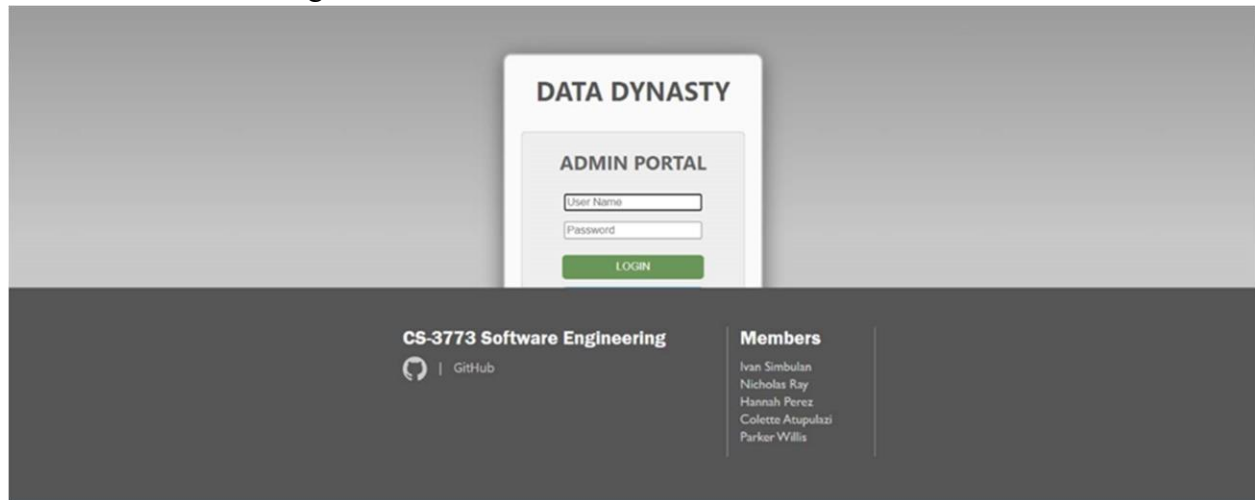 DATA DYNASTY
ADMIN PORTAL
User Name
Password
LOGIN
CS-3773 Software Engineering
| GitHub
Members
Ivan Simbulan
Nicholas Ray
Hannah Perez
Colette Atupulazi
Parker Willis